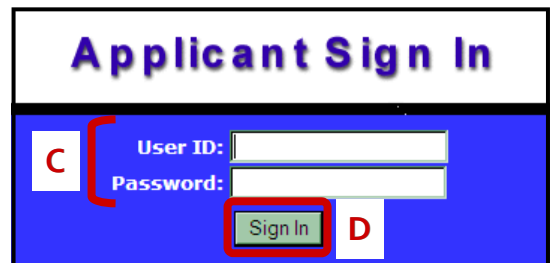 Applicant Sign In
C
User ID:
Password:
Sign In
D